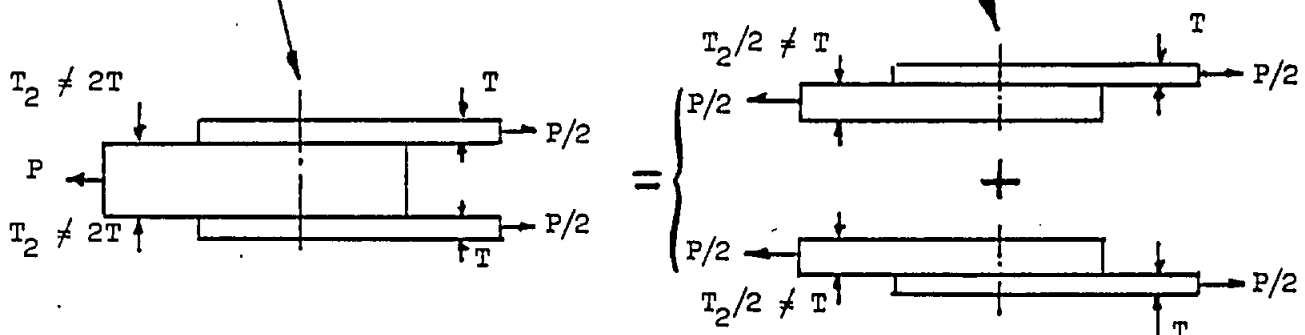 T₂ ≠ 2T
T
P/2
P
T₂ ≠ 2T
P/2
T
=
T₂/2 ≠ T
T
P/2
P/2
+
P/2
T₂/2 ≠ T
P/2
T